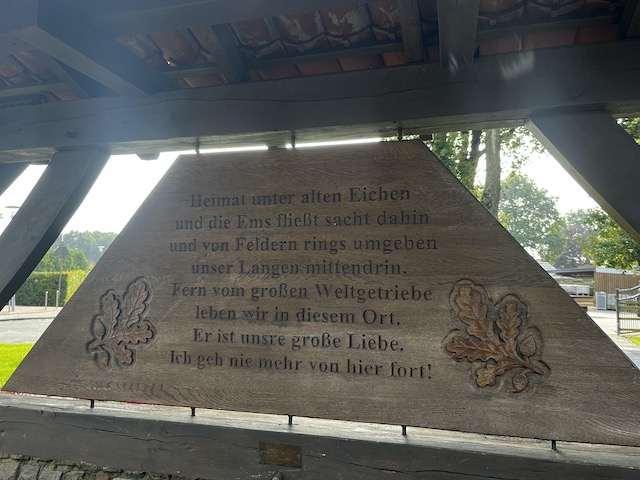 Heimat unter alten Eichen
und die Ems fließt sacht dahin
und von Feldern rings umgeben
unser Langen mittendrin.
Fern vom großen Weltgetriebe
leben wir in diesem Ort.
Er ist unsre große Liebe.
Ich geh nie mehr von hier fort!